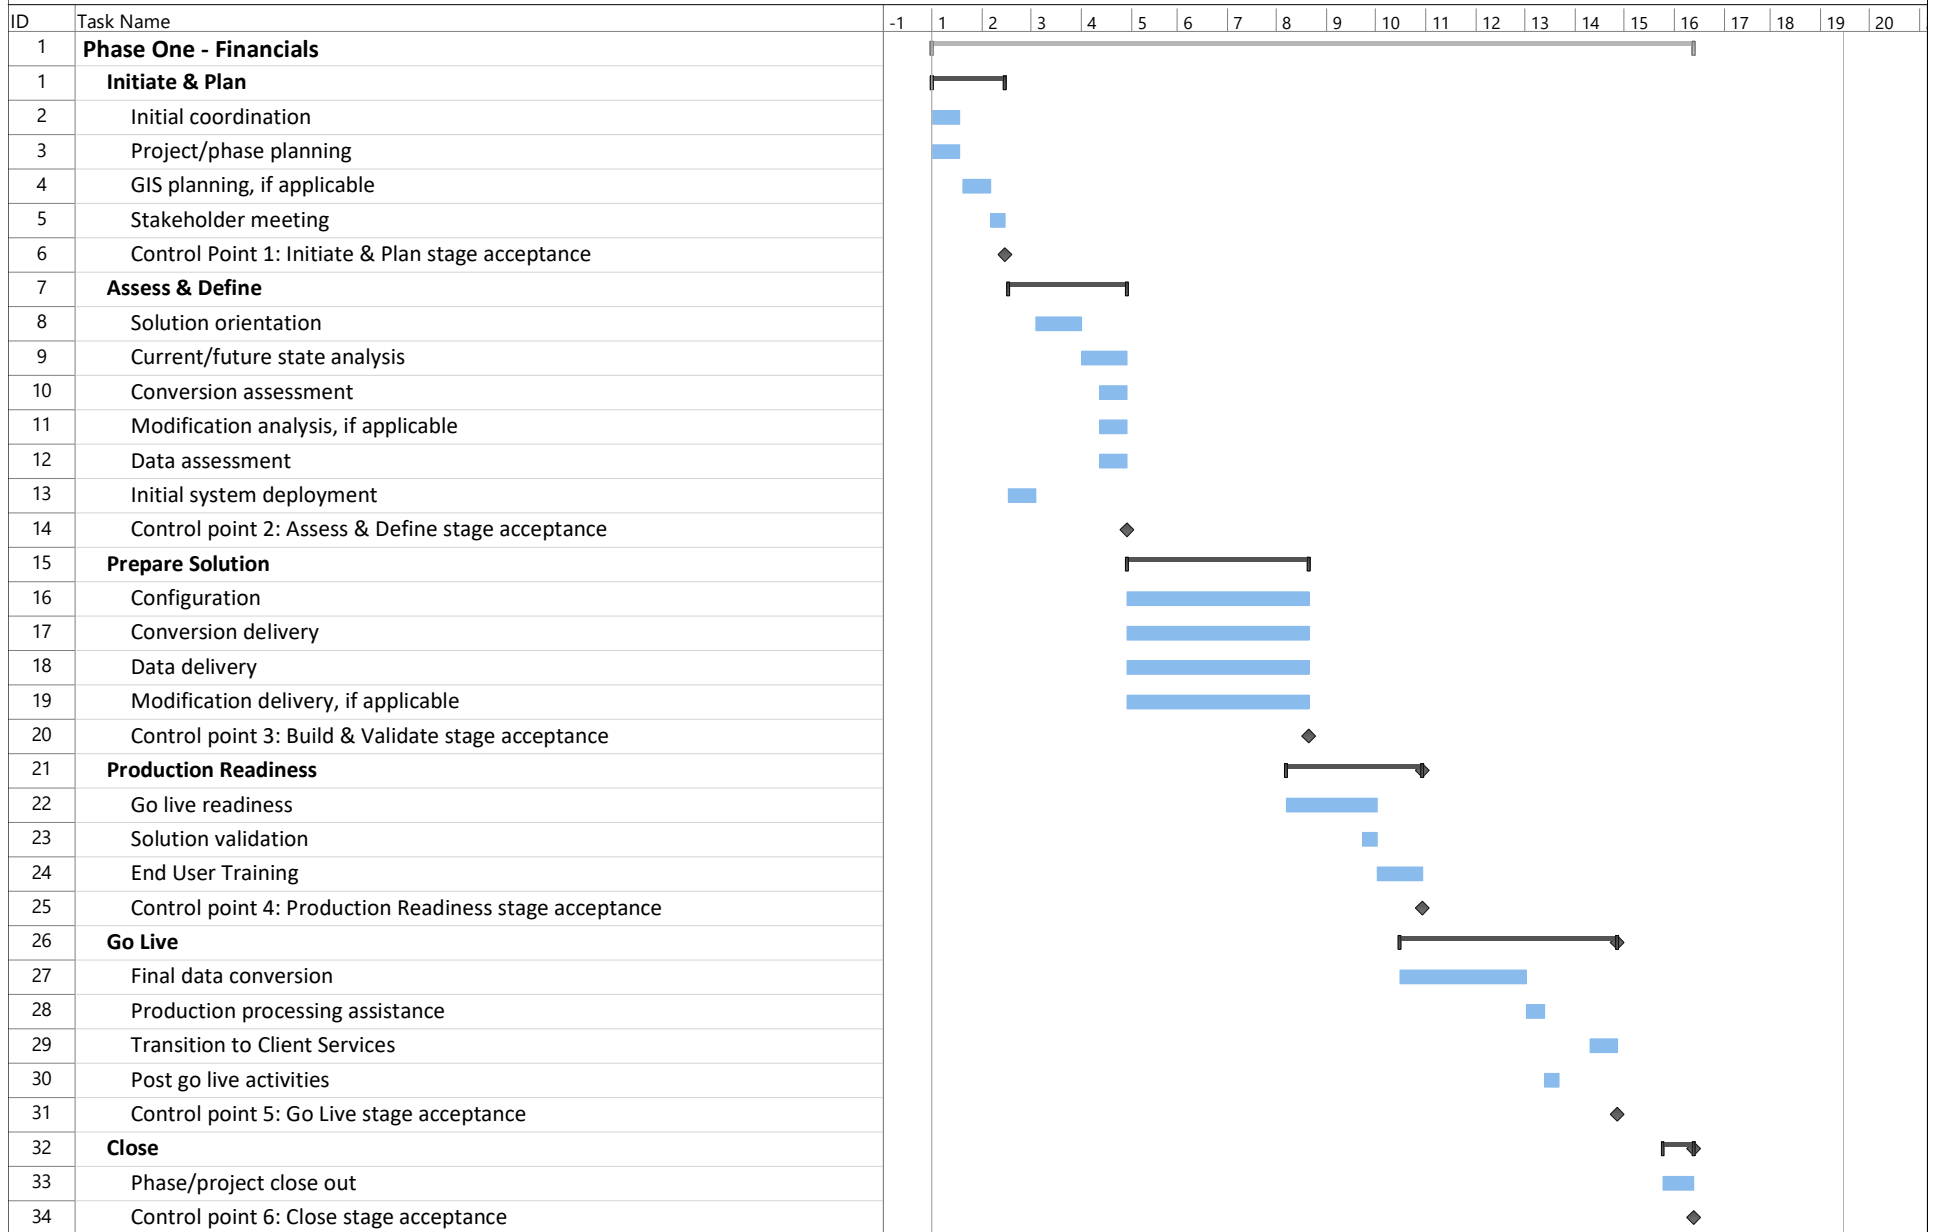 ID Task Name -1 1 2 3 4 5 6 7 8 9 10 11 12 13 14 15 16 17 18 19 20
1 Phase One - Financials
1 Initiate & Plan
2 Initial coordination
3 Project/phase planning
4 GIS planning, if applicable
5 Stakeholder meeting
6 Control Point 1: Initiate & Plan stage acceptance
7 Assess & Define
8 Solution orientation
9 Current/future state analysis
10 Conversion assessment
11 Modification analysis, if applicable
12 Data assessment
13 Initial system deployment
14 Control point 2: Assess & Define stage acceptance
15 Prepare Solution
16 Configuration
17 Conversion delivery
18 Data delivery
19 Modification delivery, if applicable
20 Control point 3: Build & Validate stage acceptance
21 Production Readiness
22 Go live readiness
23 Solution validation
24 End User Training
25 Control point 4: Production Readiness stage acceptance
26 Go Live
27 Final data conversion
28 Production processing assistance
29 Transition to Client Services
30 Post go live activities
31 Control point 5: Go Live stage acceptance
32 Close
33 Phase/project close out
34 Control point 6: Close stage acceptance